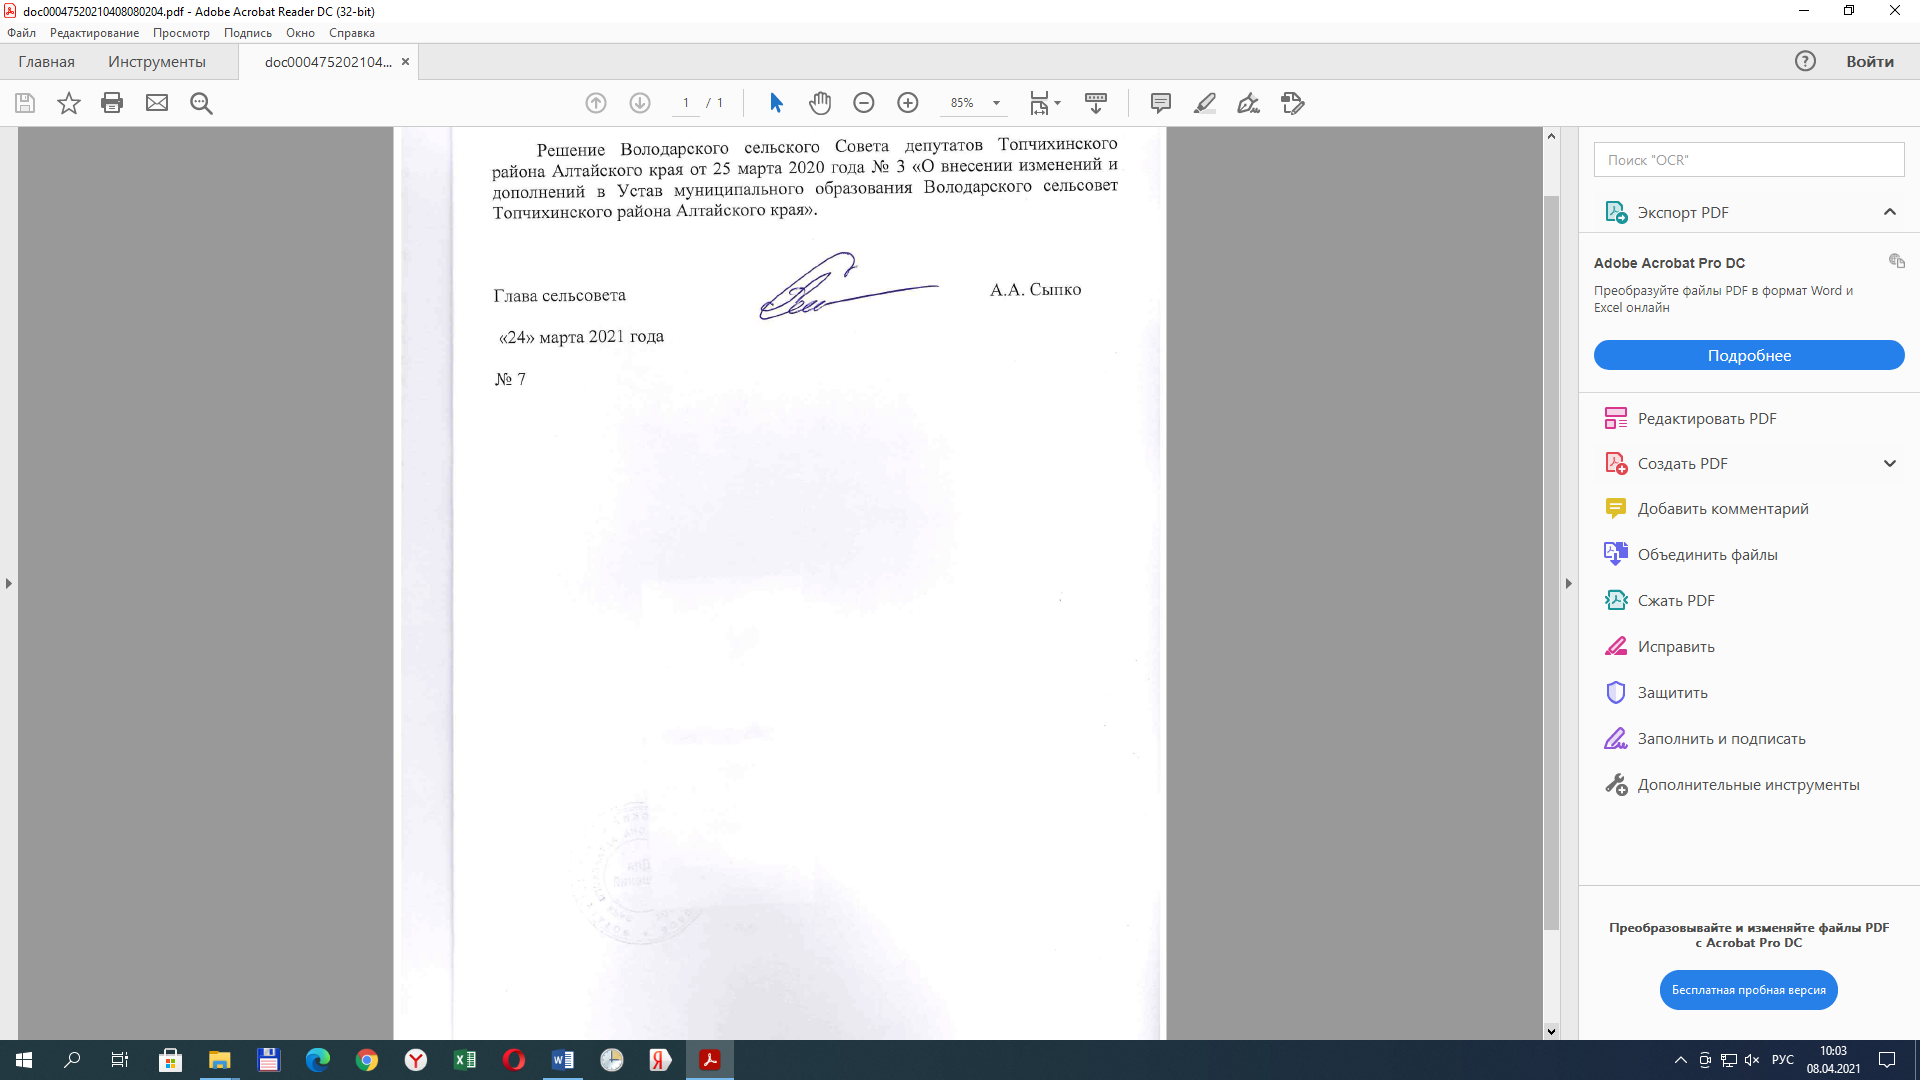 doc00047520210408080204.pdf - Adobe Acrobat Reader DC (32-bit)
Файл Редактирование Просмотр Подпись Окно Справка
Главная Инструменты doc000475202104... × Войти
1 / 1 85%
Решение Володарского сельского Совета депутатов Топчихинского
района Алтайского края от 25 марта 2020 года № 3 «О внесении изменений и
дополнений в Устав муниципального образования Володарского сельсовет
Топчихинского района Алтайского края».
Глава сельсовета А.А. Сыпко
«24» марта 2021 года
№ 7
Поиск "OCR"
Экспорт PDF
Adobe Acrobat Pro DC
Преобразуйте файлы PDF в формат Word и
Excel онлайн
Подробнее
Редактировать PDF
Создать PDF
Добавить комментарий
Объединить файлы
Сжать PDF
Исправить
Защитить
Заполнить и подписать
Дополнительные инструменты
Преобразовывайте и изменяйте файлы PDF
с Acrobat Pro DC
Бесплатная пробная версия
РУС 10:03
08.04.2021